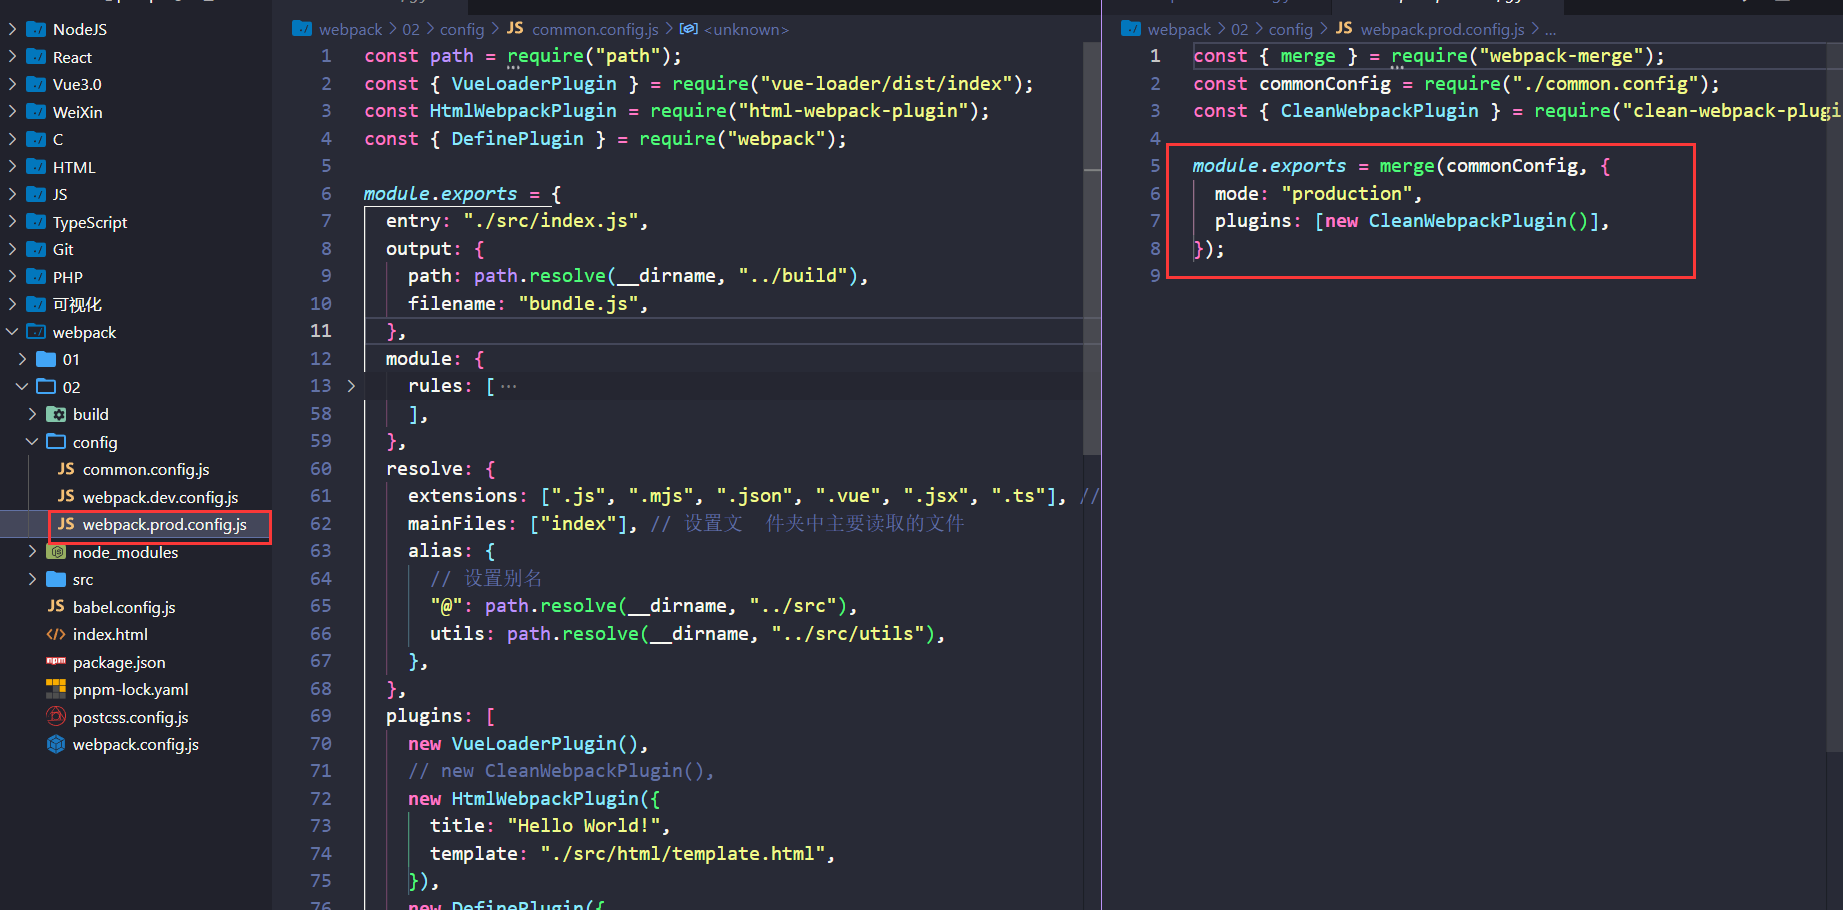 NodeJS
React
Vue3.0
WeiXin
C
HTML
JS
TypeScript
Git
PHP
可视化
webpack
01
02
build
config
JS common.config.js
JS webpack.dev.config.js
JS webpack.prod.config.js
node_modules
src
JS babel.config.js
index.html
npm package.json
pnpm-lock.yaml
postcss.config.js
webpack.config.js
webpack > 02 > config > JS common.config.js > <unknown>
1 const path = require("path");
2 const { VueLoaderPlugin } = require("vue-loader/dist/index");
3 const HtmlWebpackPlugin = require("html-webpack-plugin");
4 const { DefinePlugin } = require("webpack");
5
6 module.exports = {
7 entry: "./src/index.js",
8 output: {
9 path: path.resolve(__dirname, "../build"),
10 filename: "bundle.js",
11 },
12 module: {
13 rules: [ ···
58 ],
59 },
60 resolve: {
61 extensions: [".js", ".mjs", ".json", ".vue", ".jsx", ".ts"], //
62 mainFiles: ["index"], // 设置文 件夹中主要读取的文件
63 alias: {
64 // 设置别名
65 "@": path.resolve(__dirname, "../src"),
66 utils: path.resolve(__dirname, "../src/utils"),
67 },
68 },
69 plugins: [
70 new VueLoaderPlugin(),
71 // new CleanWebpackPlugin(),
72 new HtmlWebpackPlugin({
73 title: "Hello World!",
74 template: "./src/html/template.html",
75 }),
76 new DefinePlugin({
webpack > 02 > config > JS webpack.prod.config.js > ...
1 const { merge } = require("webpack-merge");
2 const commonConfig = require("./common.config");
3 const { CleanWebpackPlugin } = require("clean-webpack-plugi
4
5 module.exports = merge(commonConfig, {
6 mode: "production",
7 plugins: [new CleanWebpackPlugin()],
8 });
9